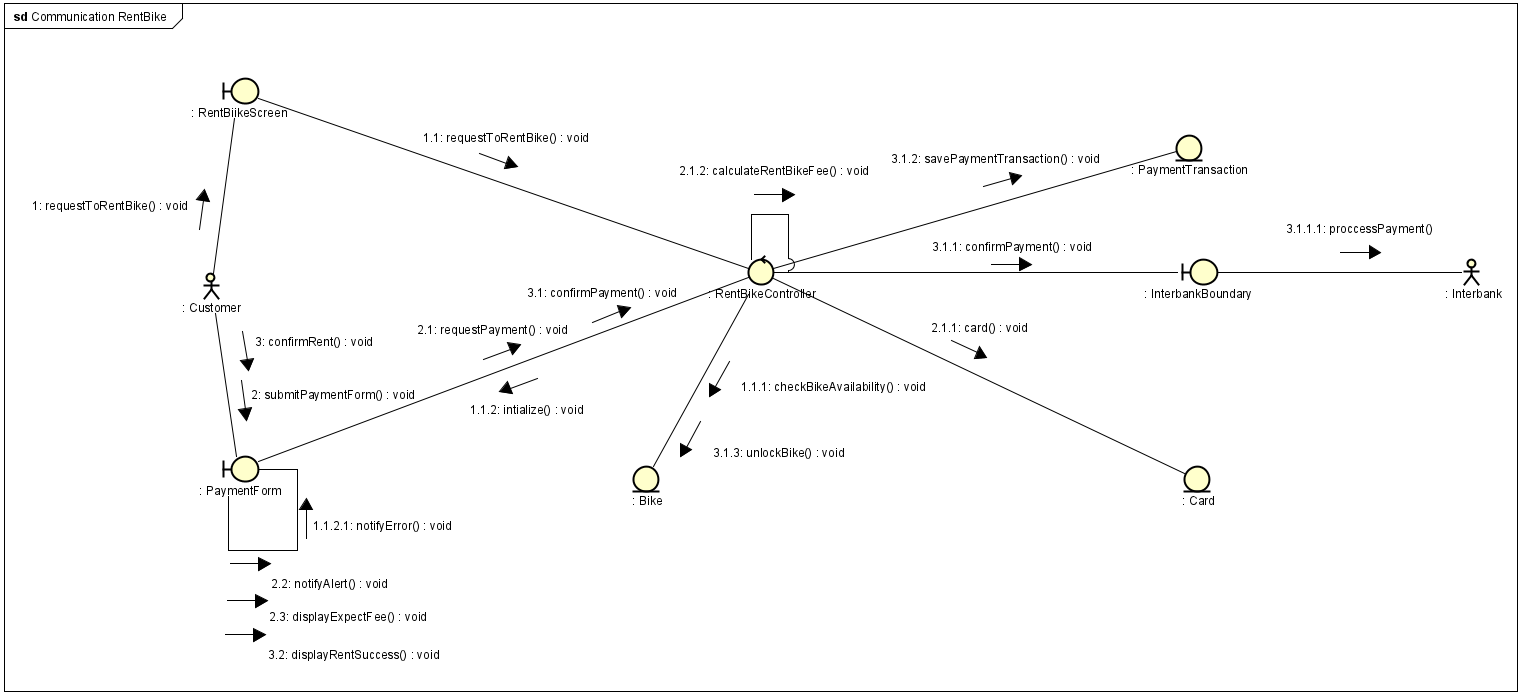 sd Communication RentBike
: RentBiikeScreen
1.1: requestToRentBike() : void
3.1.2: savePaymentTransaction() : void
2.1.2: calculateRentBikeFee() : void
: PaymentTransaction
1: requestToRentBike() : void
3.1.1.1: proccessPayment()
3.1.1: confirmPayment() : void
: Customer
3.1: confirmPayment() : void
: RentBikeController
: InterbankBoundary
: Interbank
2.1: requestPayment() : void
2.1.1: card() : void
3: confirmRent() : void
1.1.1: checkBikeAvailability() : void
2: submitPaymentForm() : void
1.1.2: intialize() : void
3.1.3: unlockBike() : void
: PaymentForm
: Bike
: Card
1.1.2.1: notifyError() : void
2.2: notifyAlert() : void
2.3: displayExpectFee() : void
3.2: displayRentSuccess() : void